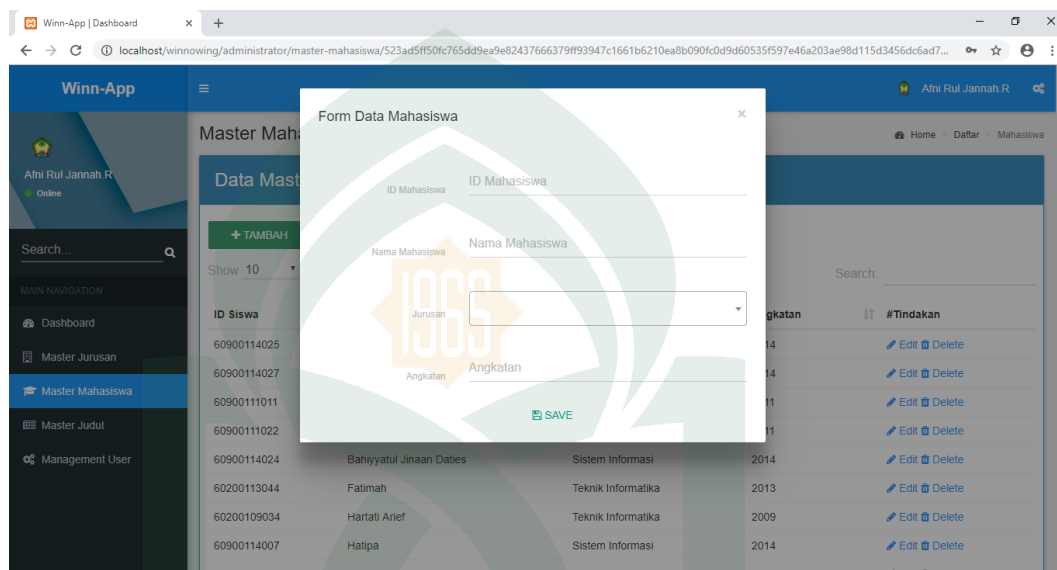 Winn-App | Dashboard
localhost/winnowing/administrator/master-mahasiswa/523ad5ff50fc765dd9ea9e82437666379ff93947c1661b6210ea8b090fc0d9d60535f597e46a203ae98d115d3456dc6ad7...
Winn-App
Afni Rul Jannah.R
Afni Rul Jannah.R
Online
Search...
MAIN NAVIGATION
Dashboard
Master Jurusan
Master Mahasiswa
Master Judul
Management User
Master Maha
Home - Daftar - Mahasiswa
Data Mast
+ TAMBAH
Show 10
Search:
ID Siswa gkatan #Tindakan
60900114025 14 Edit Delete
60900114027 14 Edit Delete
60900111011 11 Edit Delete
60900111022 11 Edit Delete
60900114024 Bahiyyatul Jinaan Daties Sistem Informasi 2014 Edit Delete
60200113044 Fatimah Teknik Informatika 2013 Edit Delete
60200109034 Hartati Arief Teknik Informatika 2009 Edit Delete
60900114007 Hatipa Sistem Informasi 2014 Edit Delete
Form Data Mahasiswa ×
ID Mahasiswa ID Mahasiswa
Nama Mahasiswa Nama Mahasiswa
Jurusan
Angkatan Angkatan
SAVE
1965